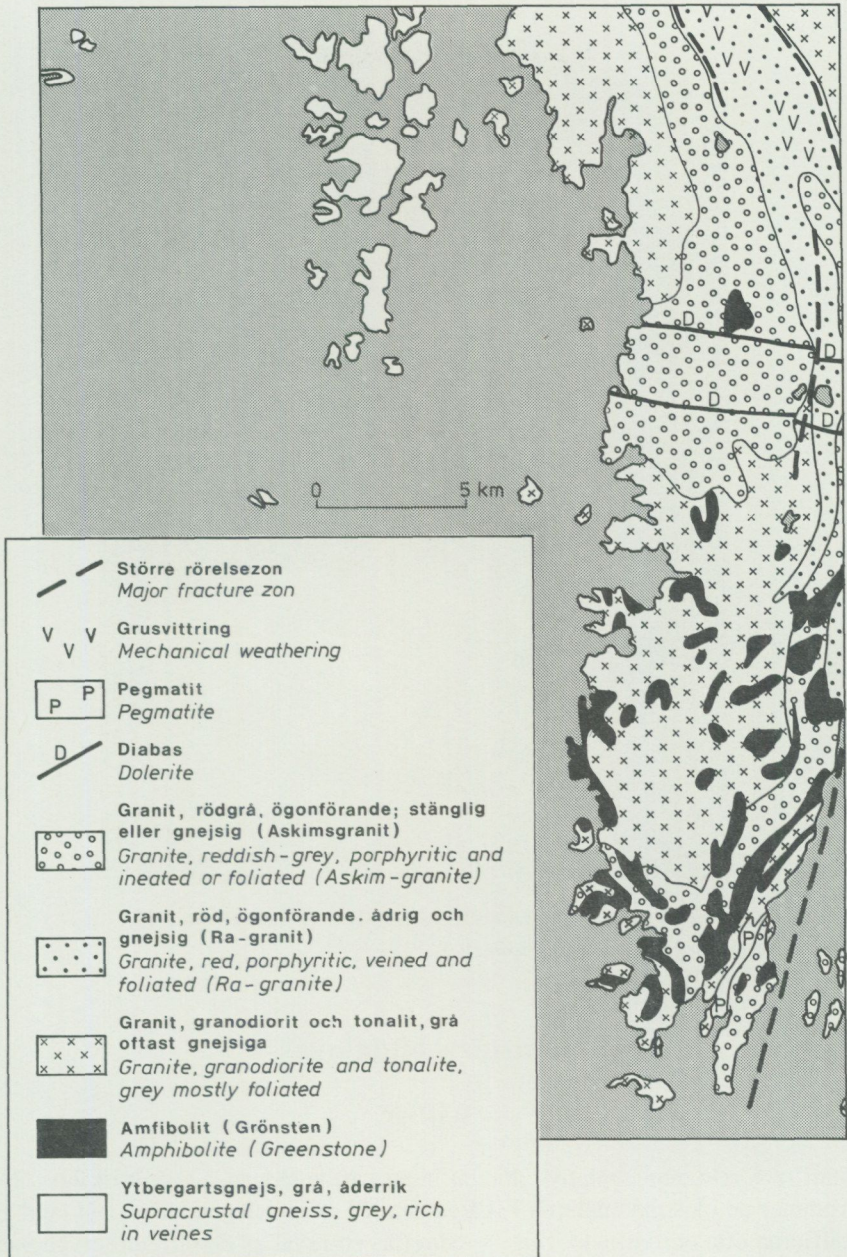 V
V
V
V
V
V
D
D
D
D
0 5 km
P
P
Större rörelsezon
Major fracture zon
V V V
Grusvittring
Mechanical weathering
P P
Pegmatit
Pegmatite
D
Diabas
Dolerite
Granit, rödgrå, ögonförande; stänglig
eller gnejsig (Askimsgranit)
Granite, reddish-grey, porphyritic and
ineated or foliated (Askim-granite)
Granit, röd, ögonförande. ådrig och
gnejsig (Ra-granit)
Granite, red, porphyritic, veined and
foliated (Ra-granite)
Granit, granodiorit och tonalit, grå
oftast gnejsiga
Granite, granodiorite and tonalite,
grey mostly foliated
Amfibolit (Grönsten)
Amphibolite (Greenstone)
Ytbergartsgnejs, grå, åderrik
Supracrustal gneiss, grey, rich
in veines